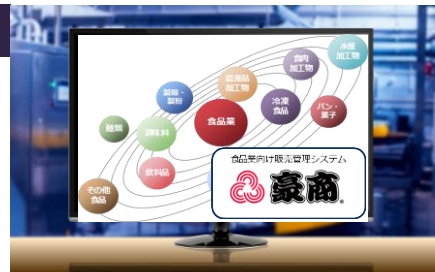 水産
加工物
食肉
加工物
農産品
加工物
製糖・
製粉
冷凍
食品
パン・
菓子
食品業
麺類
調味料
飲料品
その他
食品
食品業向け販売管理システム
豪商